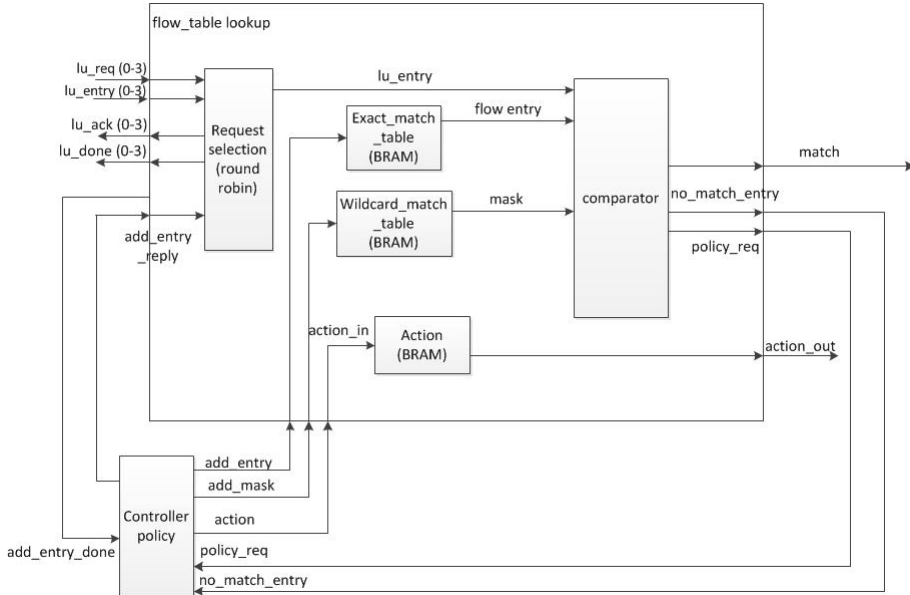 flow_table lookup
lu_req (0-3)
lu_entry (0-3)
lu_ack (0-3)
lu_done (0-3)
Request
selection
(round
robin)
add_entry
_reply
lu_entry
Exact_match
_table
(BRAM)
flow entry
Wildcard_match
_table
(BRAM)
mask
comparator
match
no_match_entry
policy_req
action_in
Action
(BRAM)
action_out
Controller
policy
add_entry
add_mask
action
policy_req
no_match_entry
add_entry_done